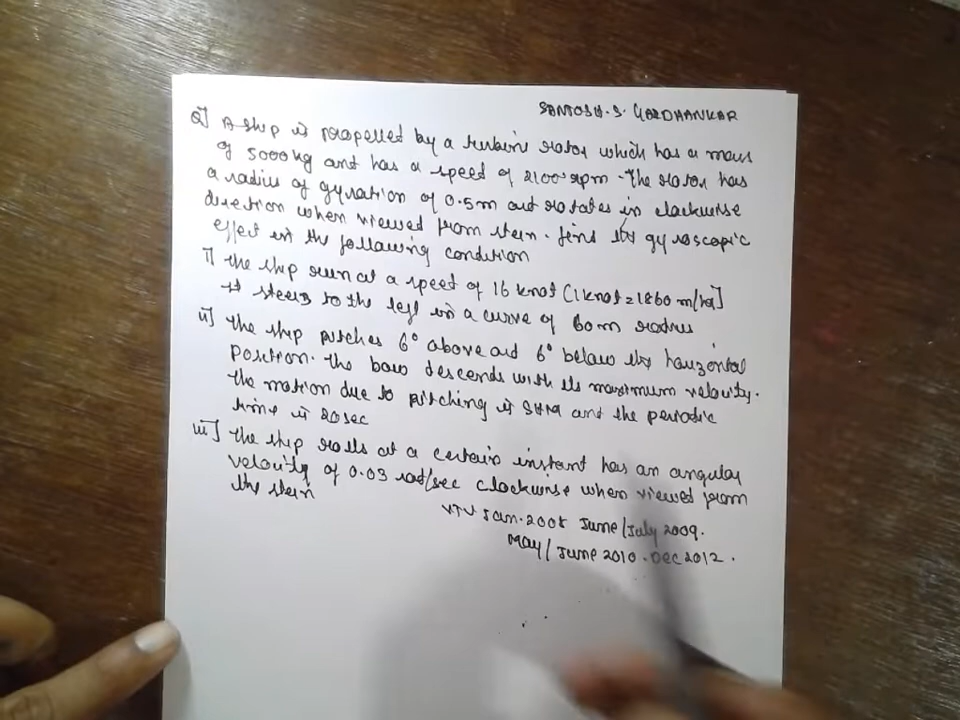 SANTOSH.S. GARDHANKAR
Q] A ship is propelled by a turbine rotor which has a mass
of 5000kg and has a speed of 2100 rpm. The rotor has
a radius of gyration of 0.5m and rotates in clockwise
direction when viewed from stern. find the gyroscopic
effect in the following condition
i] the ship run at a speed of 16 knot (1knot=1860 m/hr]
It steers to the left in a curve of 60m radius
ii] the ship pitches 6° above and 6° below the horizontal
Position. the bow descends with its maximum velocity.
The motion due to pitching is SHM and the periodic
time is 20sec
iii] the ship rolls at a certain instant has an angular
velocity of 0.03 rad/sec clockwise when viewed from
the stern
VTU Jan.2008 June/July 2009.
May/June 2010. Dec 2012.